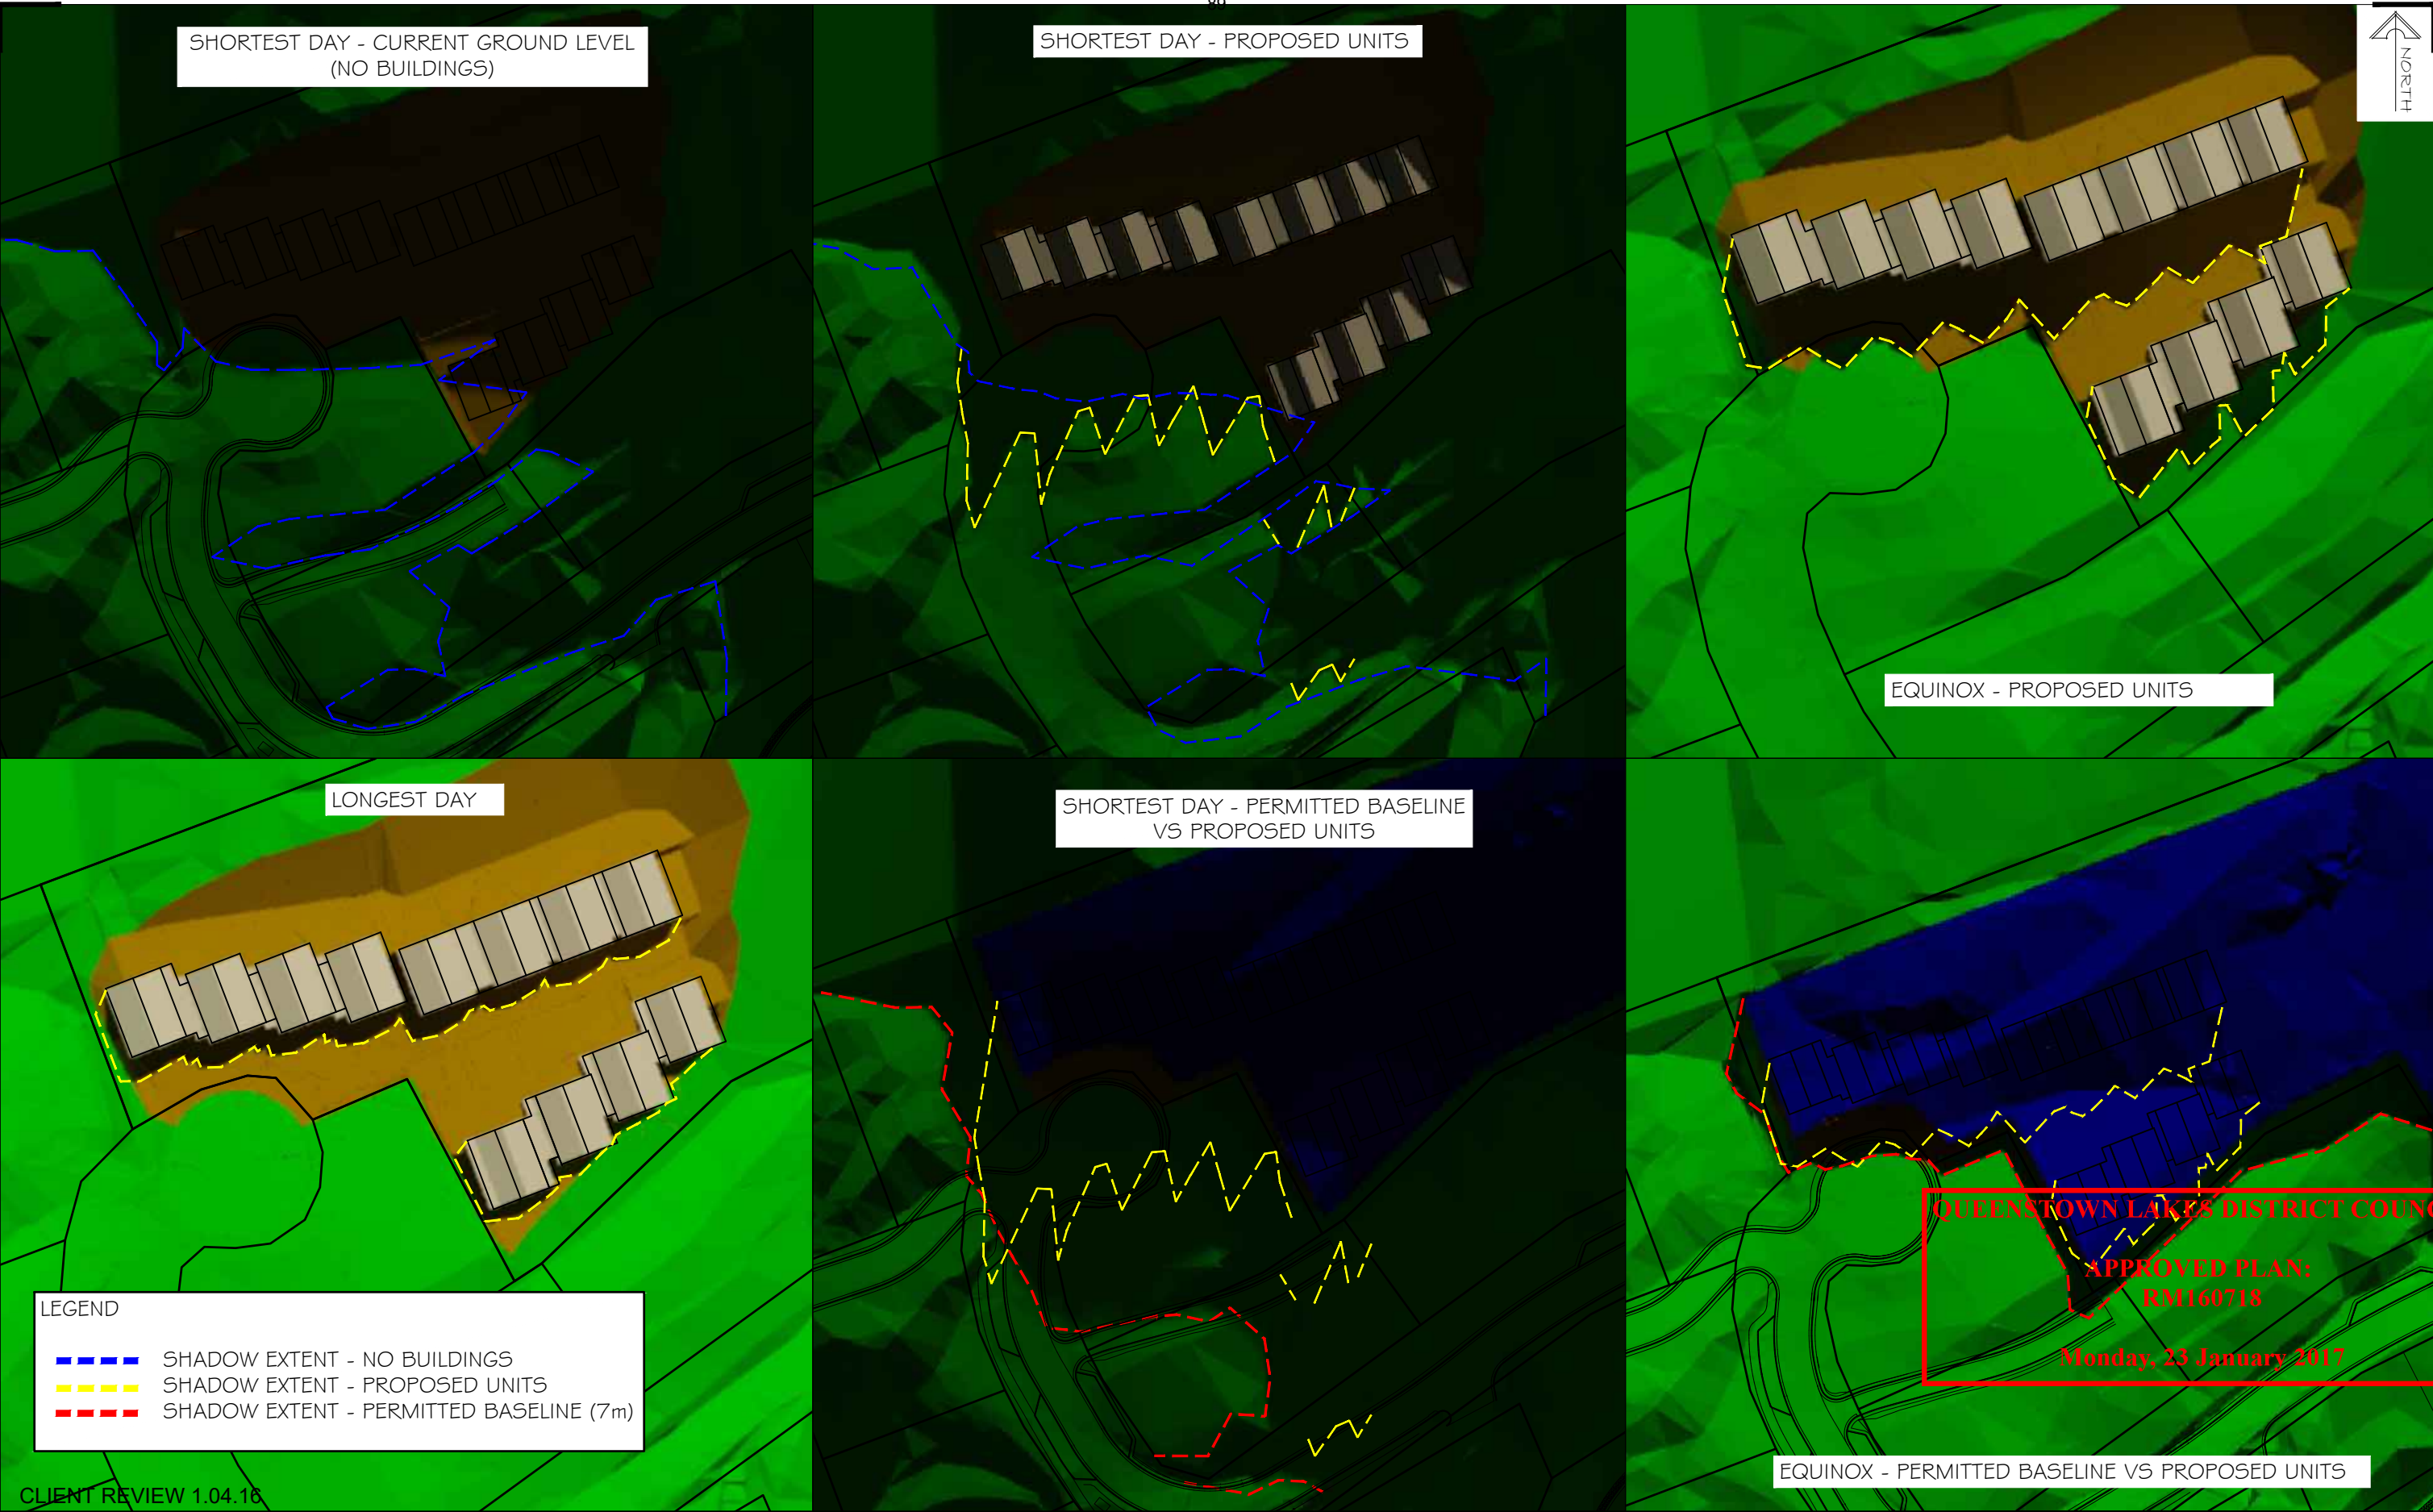 SHORTEST DAY - CURRENT GROUND LEVEL
(NO BUILDINGS)
SHORTEST DAY - PROPOSED UNITS
NORTH
EQUINOX - PROPOSED UNITS
LONGEST DAY
SHORTEST DAY - PERMITTED BASELINE
VS PROPOSED UNITS
LEGEND
SHADOW EXTENT - NO BUILDINGS
SHADOW EXTENT - PROPOSED UNITS
SHADOW EXTENT - PERMITTED BASELINE (7m)
CLIENT REVIEW 1.04.16
QUEENSTOWN LAKES DISTRICT COUNC
APPROVED PLAN:
RM160718
Monday, 23 January 2017
EQUINOX - PERMITTED BASELINE VS PROPOSED UNITS